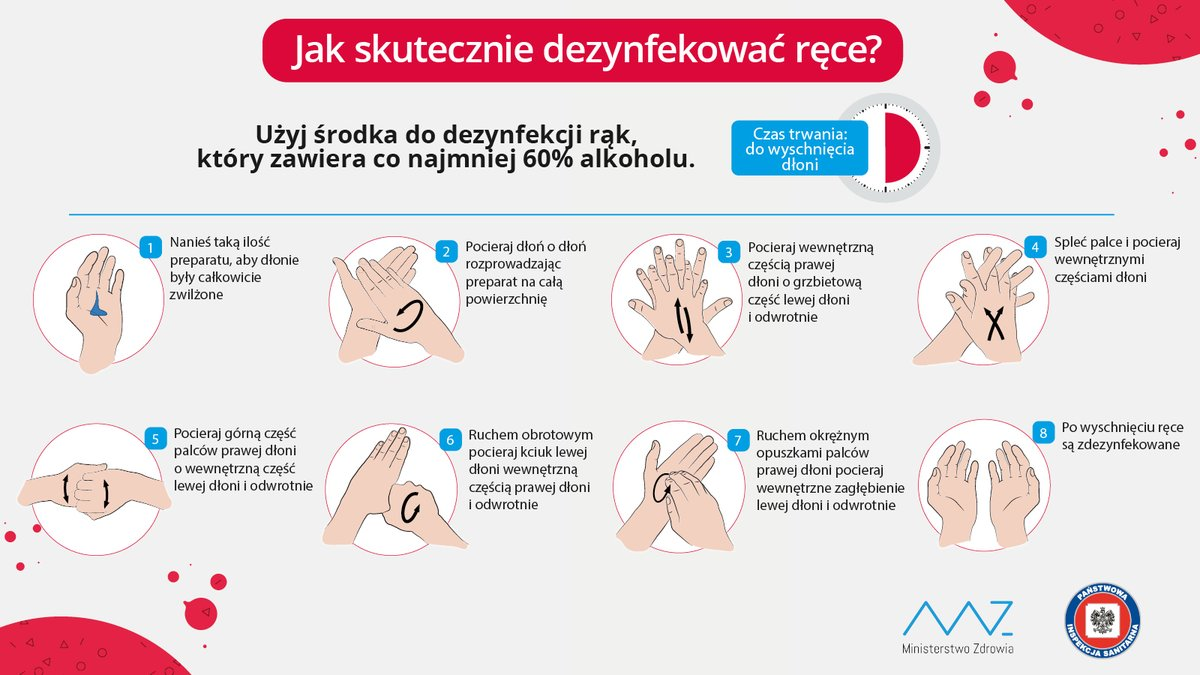 Jak skutecznie dezynfekować ręce?
Użyj środka do dezynfekcji rąk,
który zawiera co najmniej 60% alkoholu.
Czas trwania:
do wyschnięcia
dłoni
1
Nanieś taką ilość
preparatu, aby dłonie
były całkowicie
zwilżone
2
Pocieraj dłoń o dłoń
rozprowadzając
preparat na całą
powierzchnię
3
Pocieraj wewnętrzną
częścią prawej
dłoni o grzbietową
część lewej dłoni
i odwrotnie
4
Spleć palce i pocieraj
wewnętrznymi
częściami dłoni
5
Pocieraj górną część
palców prawej dłoni
o wewnętrzną część
lewej dłoni i odwrotnie
6
Ruchem obrotowym
pocieraj kciuk lewej
dłoni wewnętrzną
częścią prawej dłoni
i odwrotnie
7
Ruchem okrężnym
opuszkami palców
prawej dłoni pocieraj
wewnętrzne zagłębienie
lewej dłoni i odwrotnie
8
Po wyschnięciu ręce
są zdezynfekowane
Ministerstwo Zdrowia
PAŃSTWOWA
INSPEKCJA SANITARNA